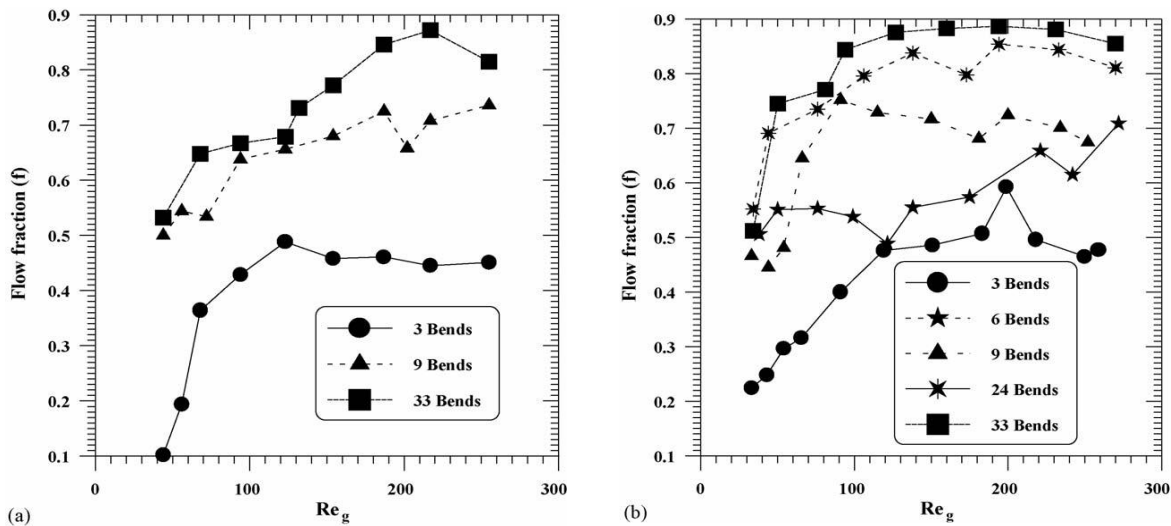 0.9
0.8
0.7
0.6
0.5
0.4
0.3
0.2
0.1
Flow fraction (f)
3 Bends
9 Bends
33 Bends
0 100 200 300
Re g
(a)
0.9
0.8
0.7
0.6
0.5
0.4
0.3
0.2
0.1
Flow fraction (f)
3 Bends
6 Bends
9 Bends
24 Bends
33 Bends
0 100 200 300
Re g
(b)